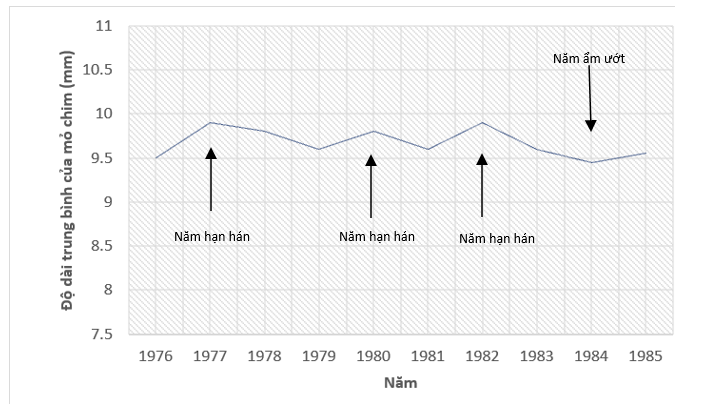 11
10.5
10
9.5
9
8.5
8
7.5
Độ dài trung bình của mỏ chim (mm)
Năm ẩm ướt
Năm hạn hán
Năm hạn hán
Năm hạn hán
1976 1977 1978 1979 1980 1981 1982 1983 1984 1985
Năm